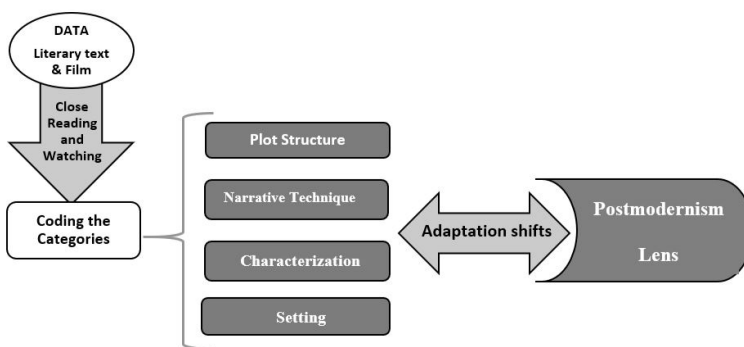 DATA
Literary text
& Film
Close
Reading
and
Watching
Coding the
Categories
Plot Structure
Narrative Technique
Characterization
Setting
Adaptation shifts
Postmodernism
Lens